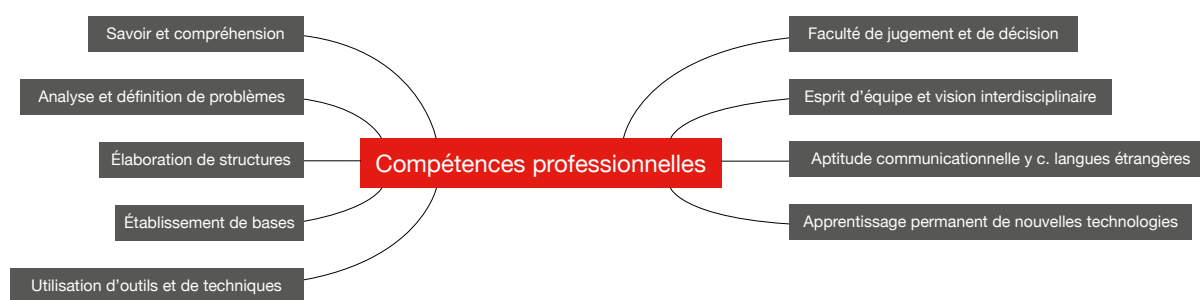 Savoir et compréhension
Analyse et définition de problèmes
Élaboration de structures
Établissement de bases
Utilisation d’outils et de techniques
Compétences professionnelles
Faculté de jugement et de décision
Esprit d’équipe et vision interdisciplinaire
Aptitude communicationnelle y c. langues étrangères
Apprentissage permanent de nouvelles technologies